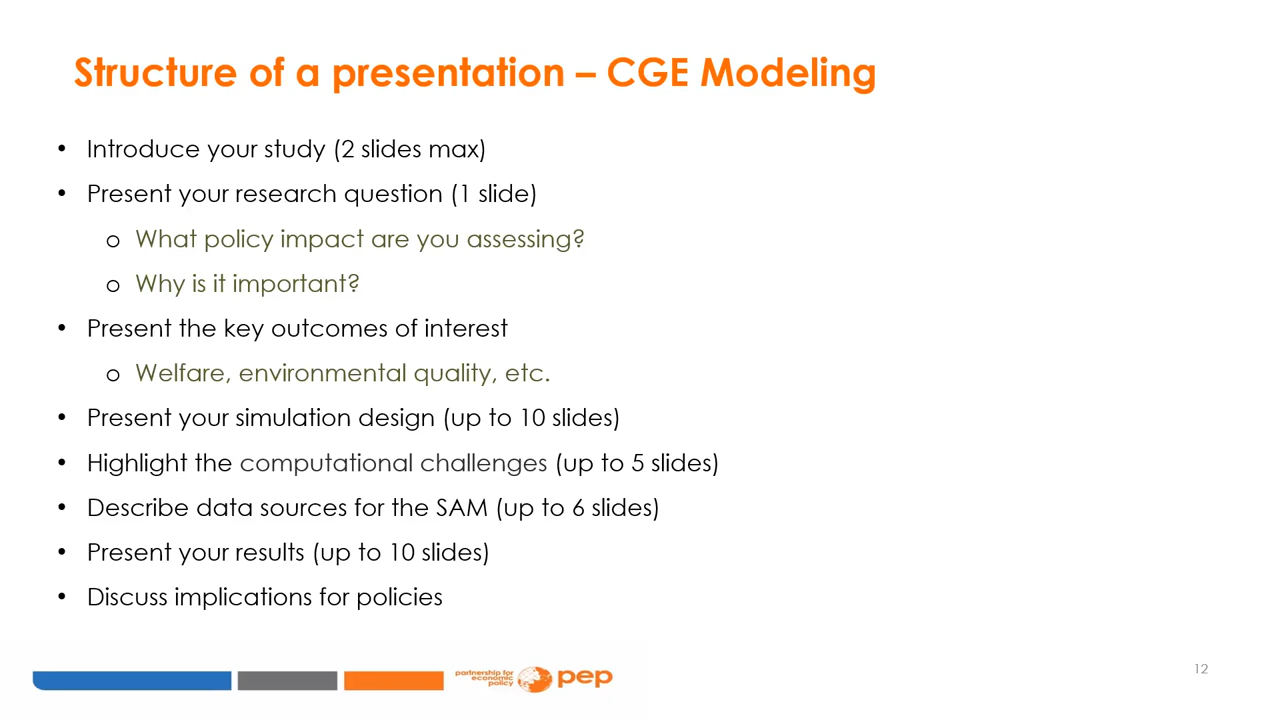 Structure of a presentation – CGE Modeling
• Introduce your study (2 slides max)
• Present your research question (1 slide)
o What policy impact are you assessing?
o Why is it important?
• Present the key outcomes of interest
o Welfare, environmental quality, etc.
• Present your simulation design (up to 10 slides)
• Highlight the computational challenges (up to 5 slides)
• Describe data sources for the SAM (up to 6 slides)
• Present your results (up to 10 slides)
• Discuss implications for policies
partnership for
economic
policy
pep
12